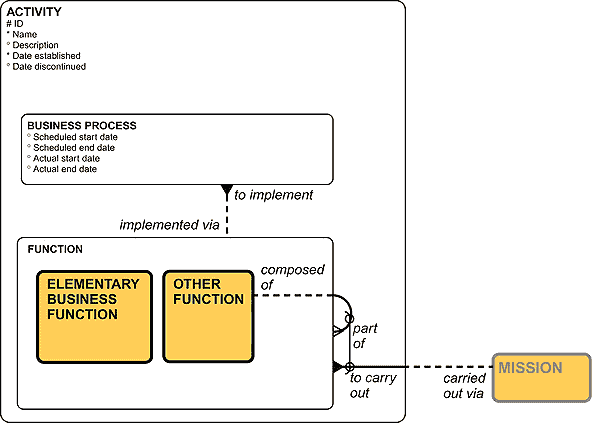 ACTIVITY
# ID
* Name
° Description
* Date established
° Date discontinued
BUSINESS PROCESS
° Scheduled start date
° Scheduled end date
° Actual start date
° Actual end date
to implement
implemented via
FUNCTION
ELEMENTARY
BUSINESS
FUNCTION
OTHER
FUNCTION
composed
of
part
of
to carry
out
carried
out via
MISSION